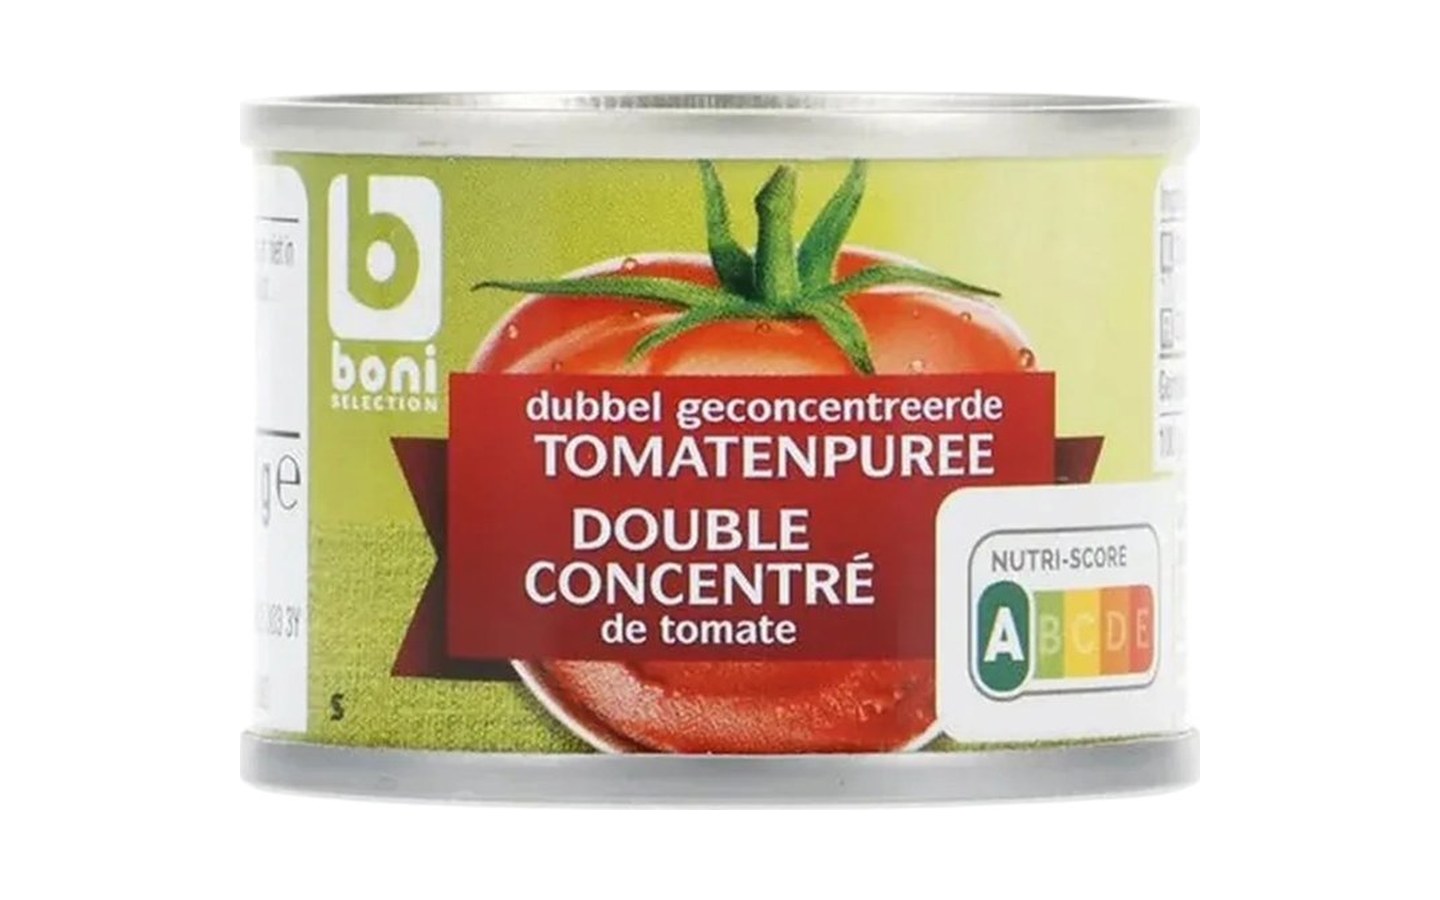 b
boni
SELECTION
dubbel geconcentreerde
TOMATENPUREE
DOUBLE
CONCENTRÉ
de tomate
NUTRI-SCORE
A B C D E
g e
S